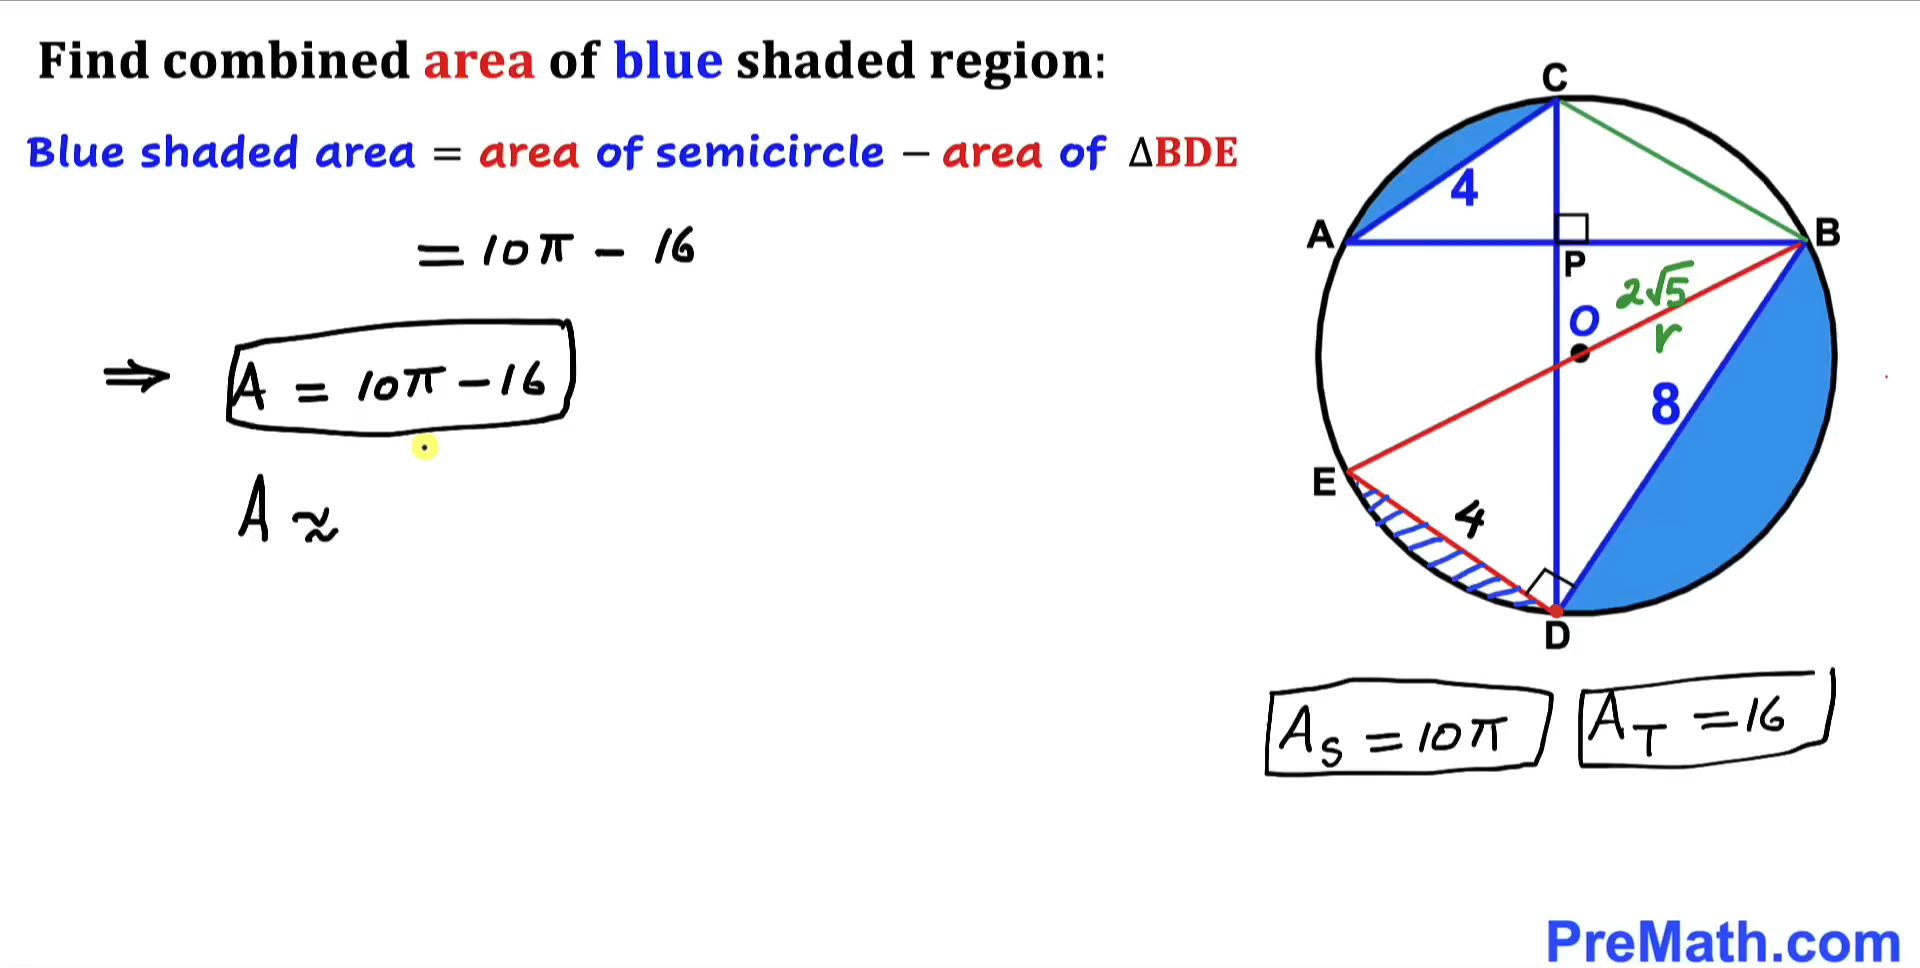 Find combined area of blue shaded region:
Blue shaded area = area of semicircle – area of ΔBDE
= 10π – 16
⇒ A = 10π – 16
A ≈
C
4
A
B
P
2√5
O
r
8
E
4
D
A_S = 10π
A_T = 16
PreMath.com